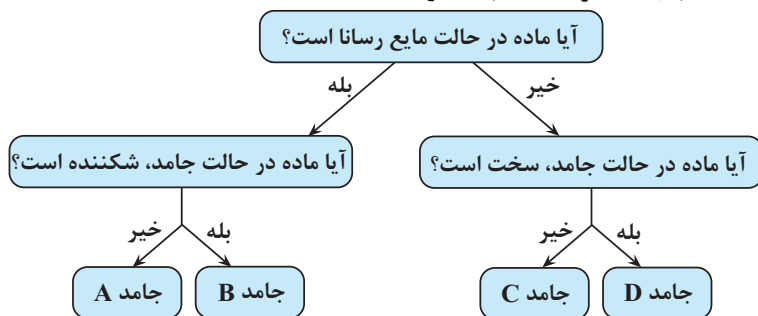 آیا ماده در حالت مایع رسانا است؟
خیر
بله
آیا ماده در حالت جامد، سخت است؟
آیا ماده در حالت جامد، شکننده است؟
بله
خیر
بله
خیر
جامد D
جامد C
جامد B
جامد A